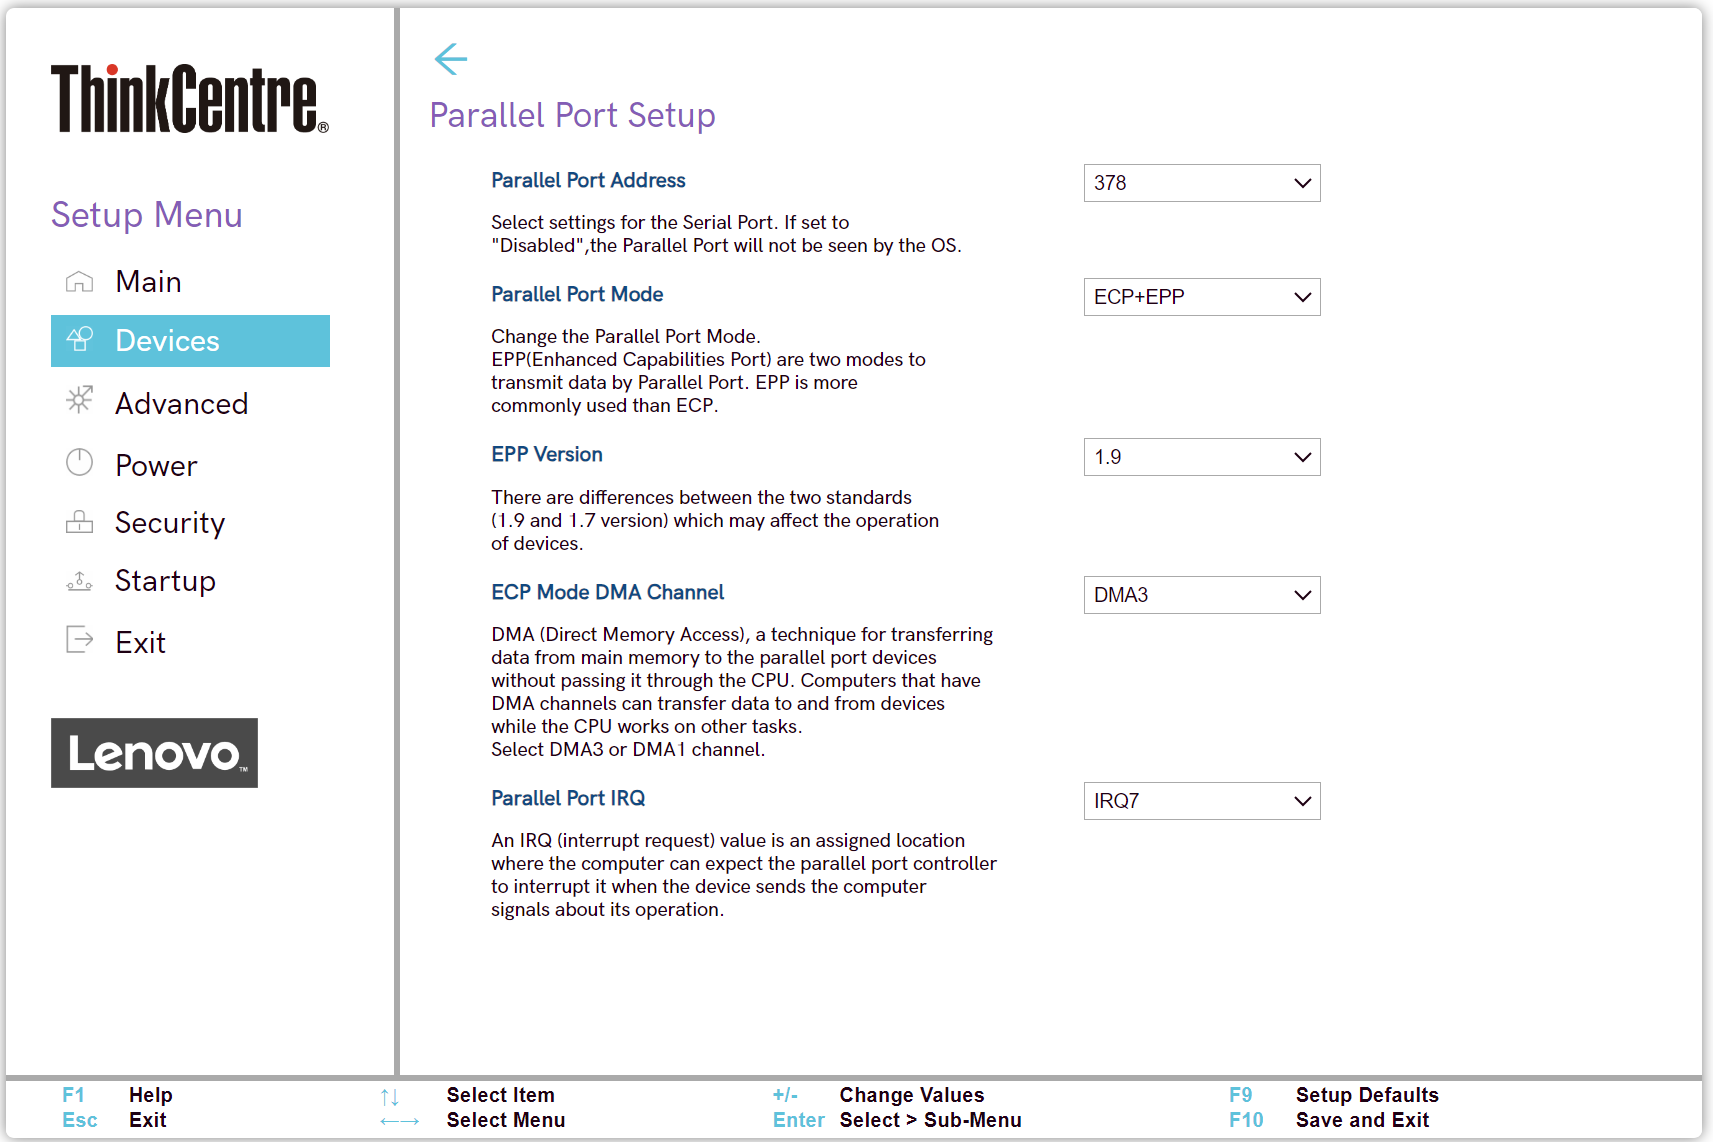 ThinkCentre®
Setup Menu
Main
Devices
Advanced
Power
Security
Startup
Exit
Lenovo™
Parallel Port Setup
Parallel Port Address
378
Select settings for the Serial Port. If set to
"Disabled",the Parallel Port will not be seen by the OS.
Parallel Port Mode
ECP+EPP
Change the Parallel Port Mode.
EPP(Enhanced Capabilities Port) are two modes to
transmit data by Parallel Port. EPP is more
commonly used than ECP.
EPP Version
1.9
There are differences between the two standards
(1.9 and 1.7 version) which may affect the operation
of devices.
ECP Mode DMA Channel
DMA3
DMA (Direct Memory Access), a technique for transferring
data from main memory to the parallel port devices
without passing it through the CPU. Computers that have
DMA channels can transfer data to and from devices
while the CPU works on other tasks.
Select DMA3 or DMA1 channel.
Parallel Port IRQ
IRQ7
An IRQ (interrupt request) value is an assigned location
where the computer can expect the parallel port controller
to interrupt it when the device sends the computer
signals about its operation.
F1 Help ↑↓ Select Item +/- Change Values F9 Setup Defaults
Esc Exit ←→ Select Menu Enter Select > Sub-Menu F10 Save and Exit